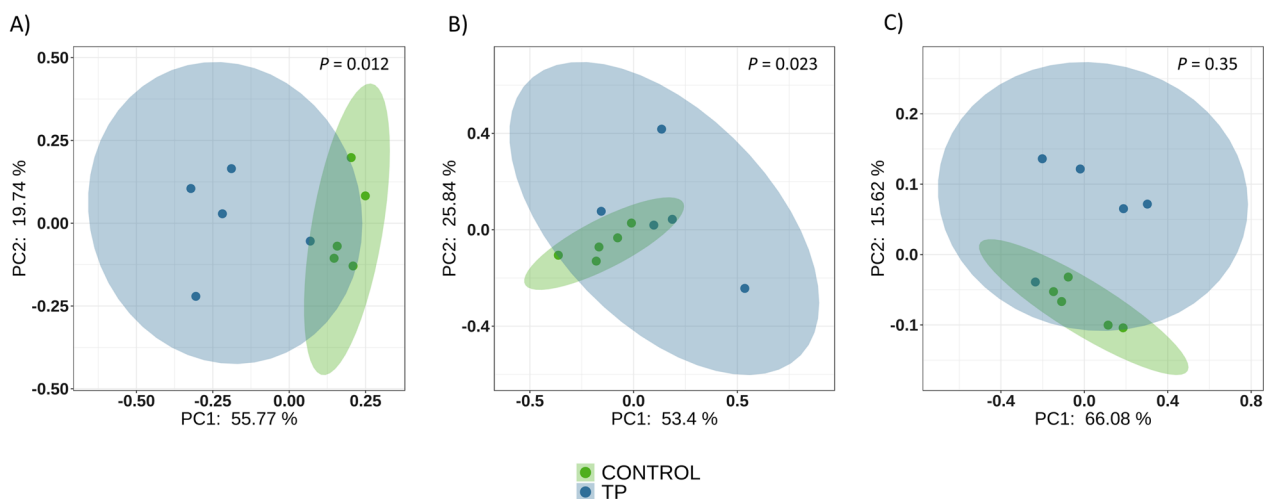 A)
P = 0.012
PC2: 19.74 %
0.50
0.25
0.00
-0.25
-0.50
-0.50
-0.25
0.00
0.25
PC1: 55.77 %
B)
P = 0.023
PC2: 25.84 %
0.4
0.0
-0.4
-0.5
0.0
0.5
PC1: 53.4 %
C)
P = 0.35
PC2: 15.62 %
0.2
0.1
0.0
-0.1
-0.4
0.0
0.4
0.8
PC1: 66.08 %
CONTROL
TP